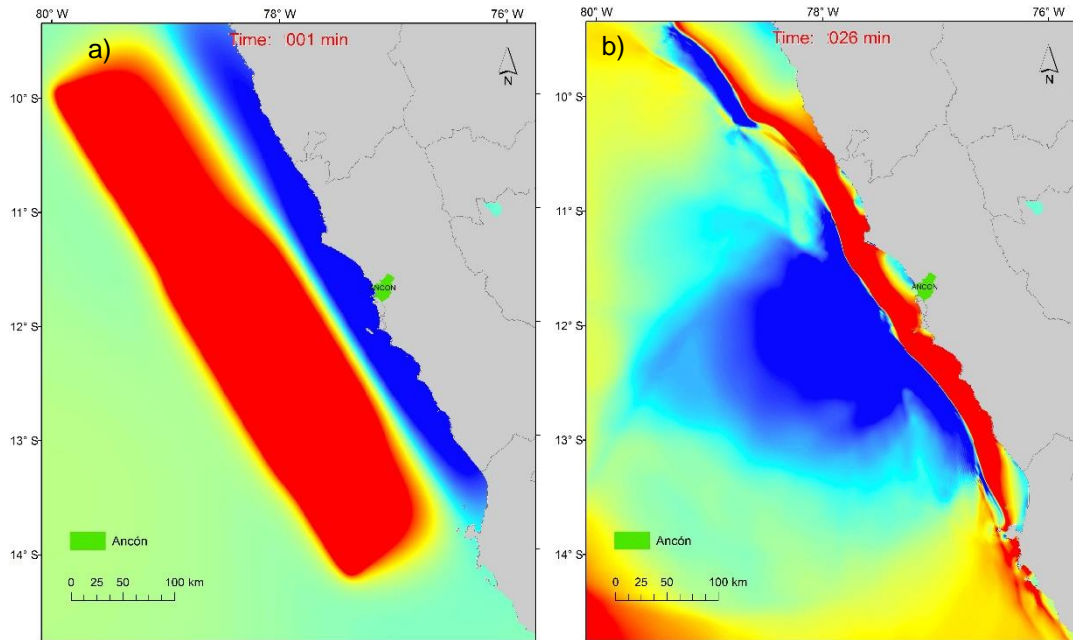 80° W 78° W 76° W
a) Time: 001 min
N
10° S
11° S
ANCON
12° S
13° S
14° S
Ancón
0 25 50 100 km
80° W 78° W 76° W
b) Time: 026 min
N
10° S
11° S
ANCON
12° S
13° S
14° S
Ancón
0 25 50 100 km